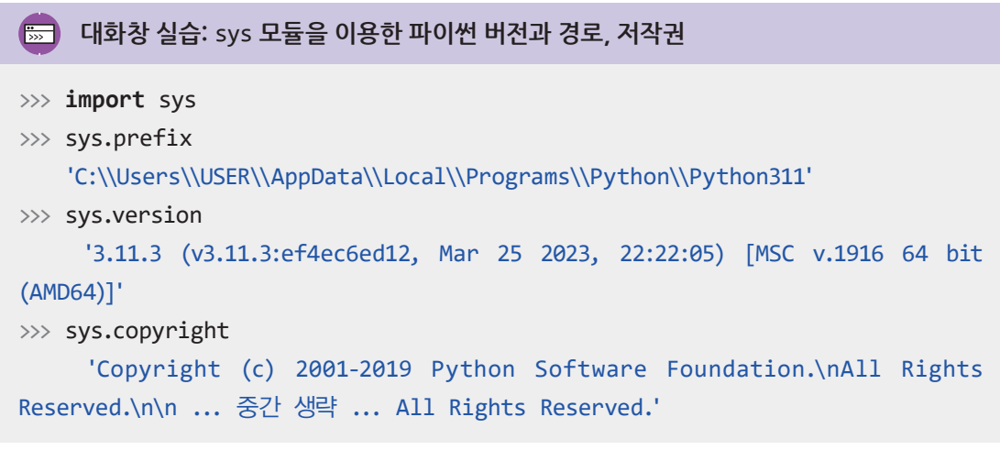 대화창 실습: sys 모듈을 이용한 파이썬 버전과 경로, 저작권
>>> import sys
>>> sys.prefix
'C:\\Users\\USER\\AppData\\Local\\Programs\\Python\\Python311'
>>> sys.version
'3.11.3 (v3.11.3:ef4ec6ed12, Mar 25 2023, 22:22:05) [MSC v.1916 64 bit
(AMD64)]'
>>> sys.copyright
'Copyright (c) 2001-2019 Python Software Foundation.\nAll Rights
Reserved.\n\n ... 중간 생략 ... All Rights Reserved.'